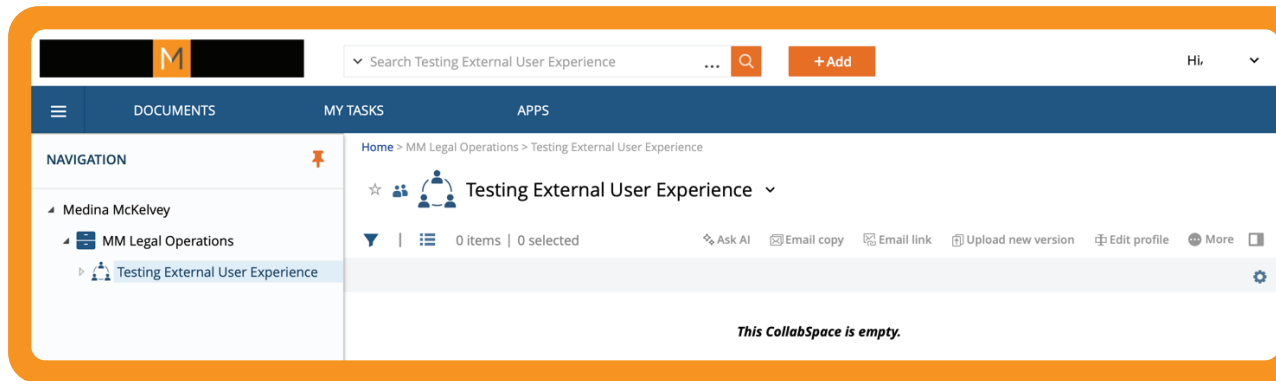 M
Search Testing External User Experience ...
+ Add
Hi,
DOCUMENTS MY TASKS APPS
NAVIGATION
Home > MM Legal Operations > Testing External User Experience
Testing External User Experience
Medina McKelvey
MM Legal Operations
Testing External User Experience
0 items | 0 selected
Ask AI Email copy Email link Upload new version Edit profile More
This CollabSpace is empty.